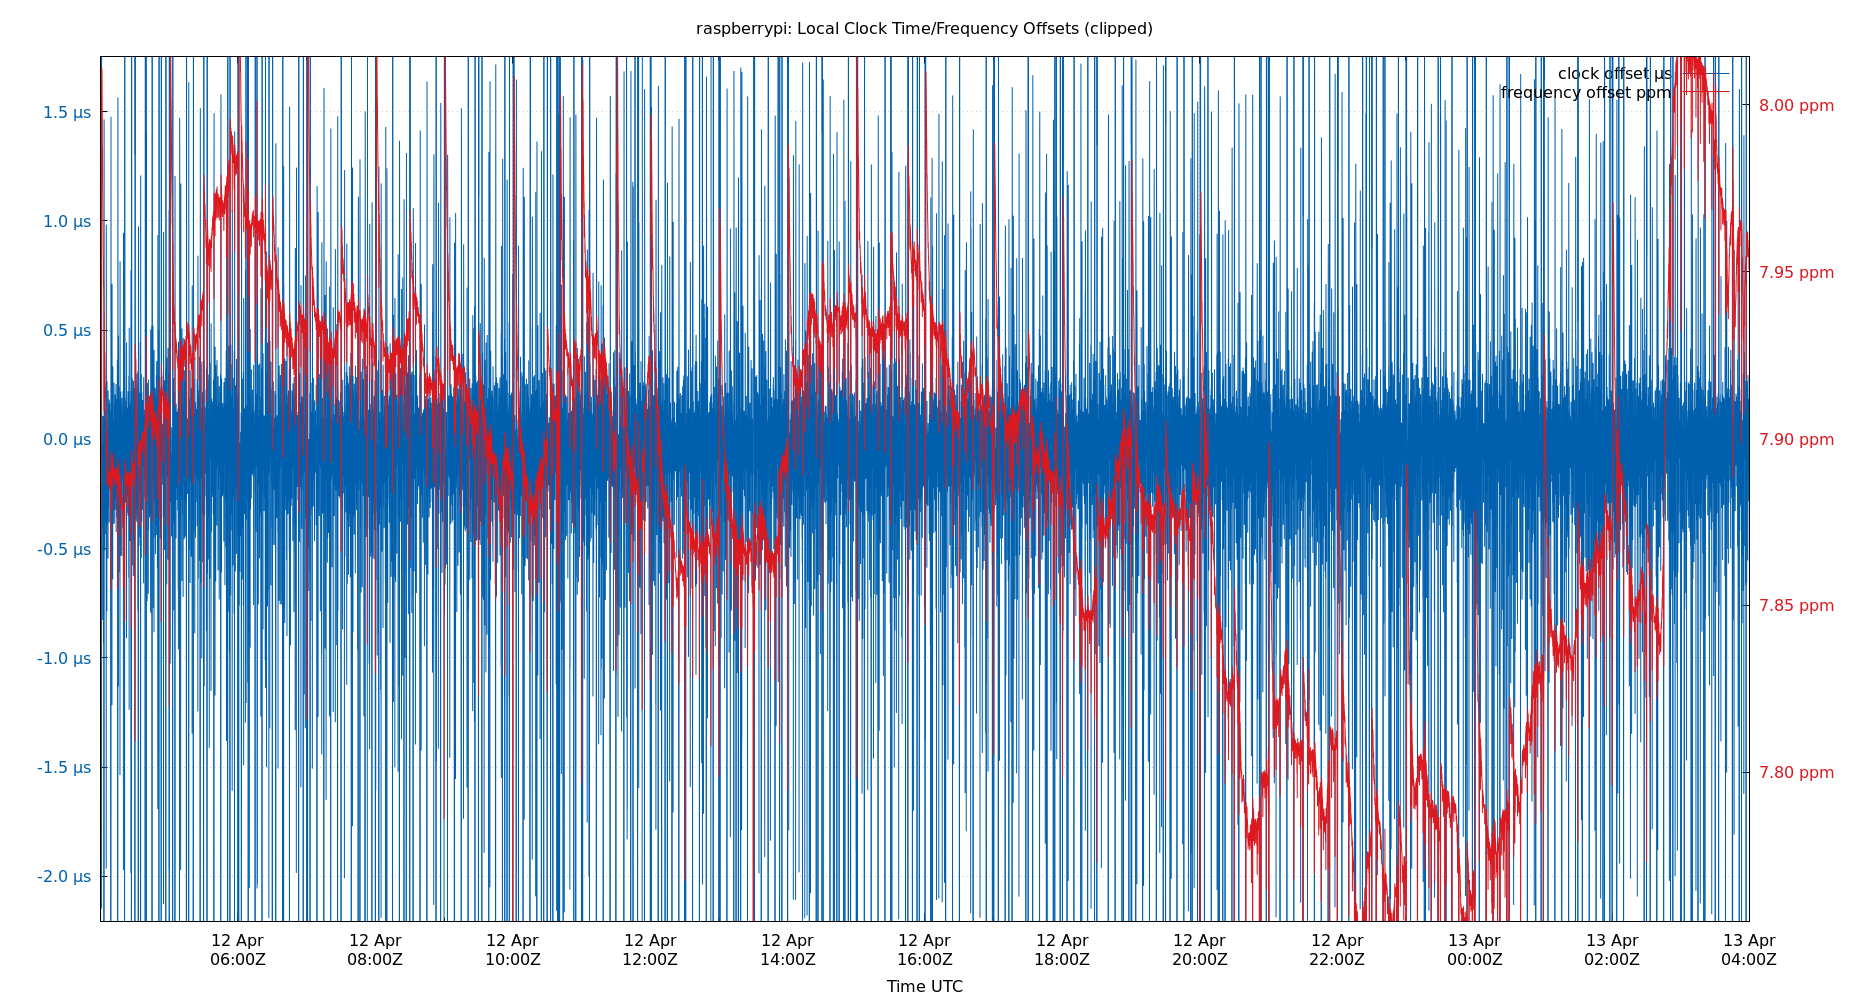 raspberrypi: Local Clock Time/Frequency Offsets (clipped)
clock offset µs
frequency offset ppm
1.5 µs
1.0 µs
0.5 µs
0.0 µs
-0.5 µs
-1.0 µs
-1.5 µs
-2.0 µs
8.00 ppm
7.95 ppm
7.90 ppm
7.85 ppm
7.80 ppm
12 Apr 12 Apr 12 Apr 12 Apr 12 Apr 12 Apr 12 Apr 12 Apr 12 Apr 13 Apr 13 Apr 13 Apr
06:00Z 08:00Z 10:00Z 12:00Z 14:00Z 16:00Z 18:00Z 20:00Z 22:00Z 00:00Z 02:00Z 04:00Z
Time UTC